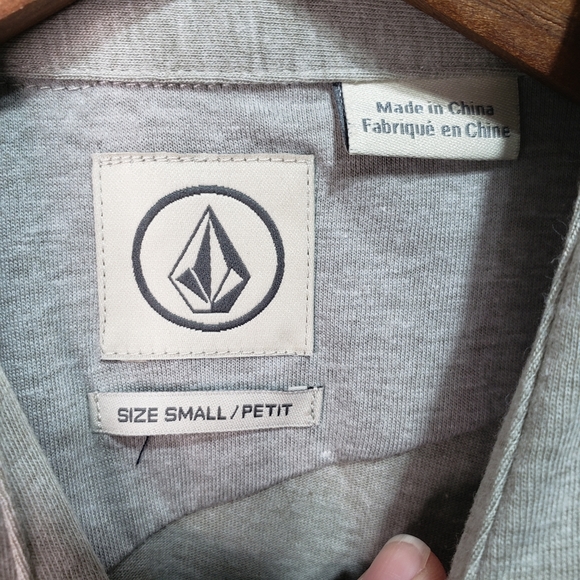 Made in China
Fabriqué en Chine
SIZE SMALL/PETIT